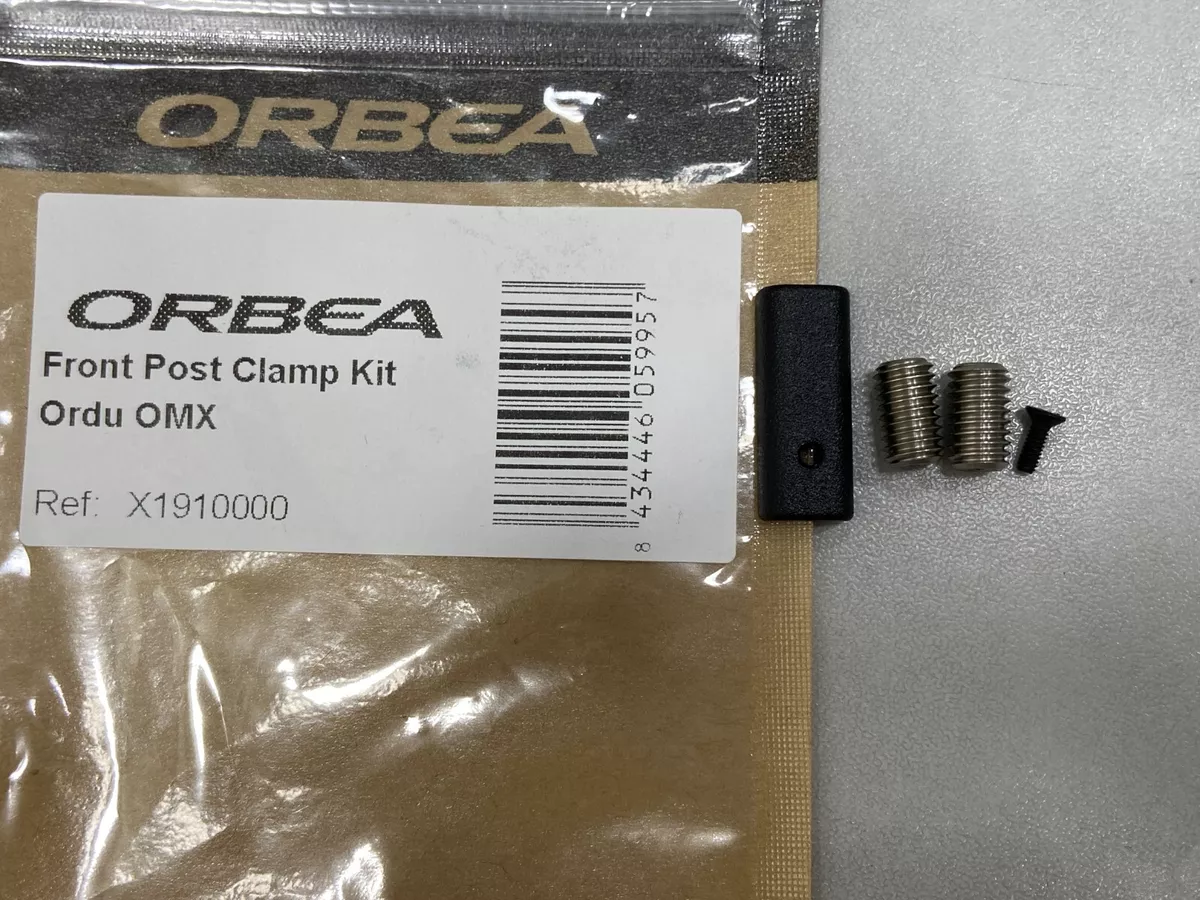 ORBEA
ORBEA
Front Post Clamp Kit
Ordu OMX
Ref: X1910000
8 434446 059957